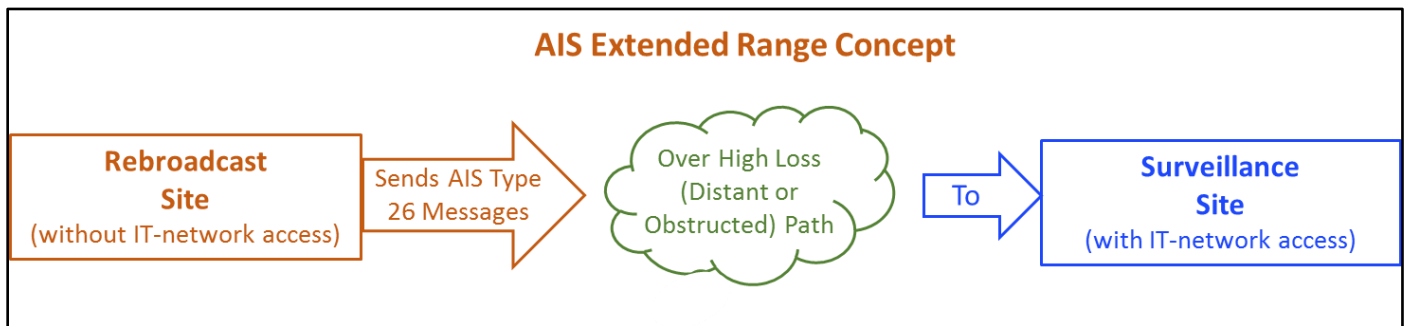 AIS Extended Range Concept
Rebroadcast
Site
(without IT-network access)
Sends AIS Type
26 Messages
Over High Loss
(Distant or
Obstructed) Path
To
Surveillance
Site
(with IT-network access)